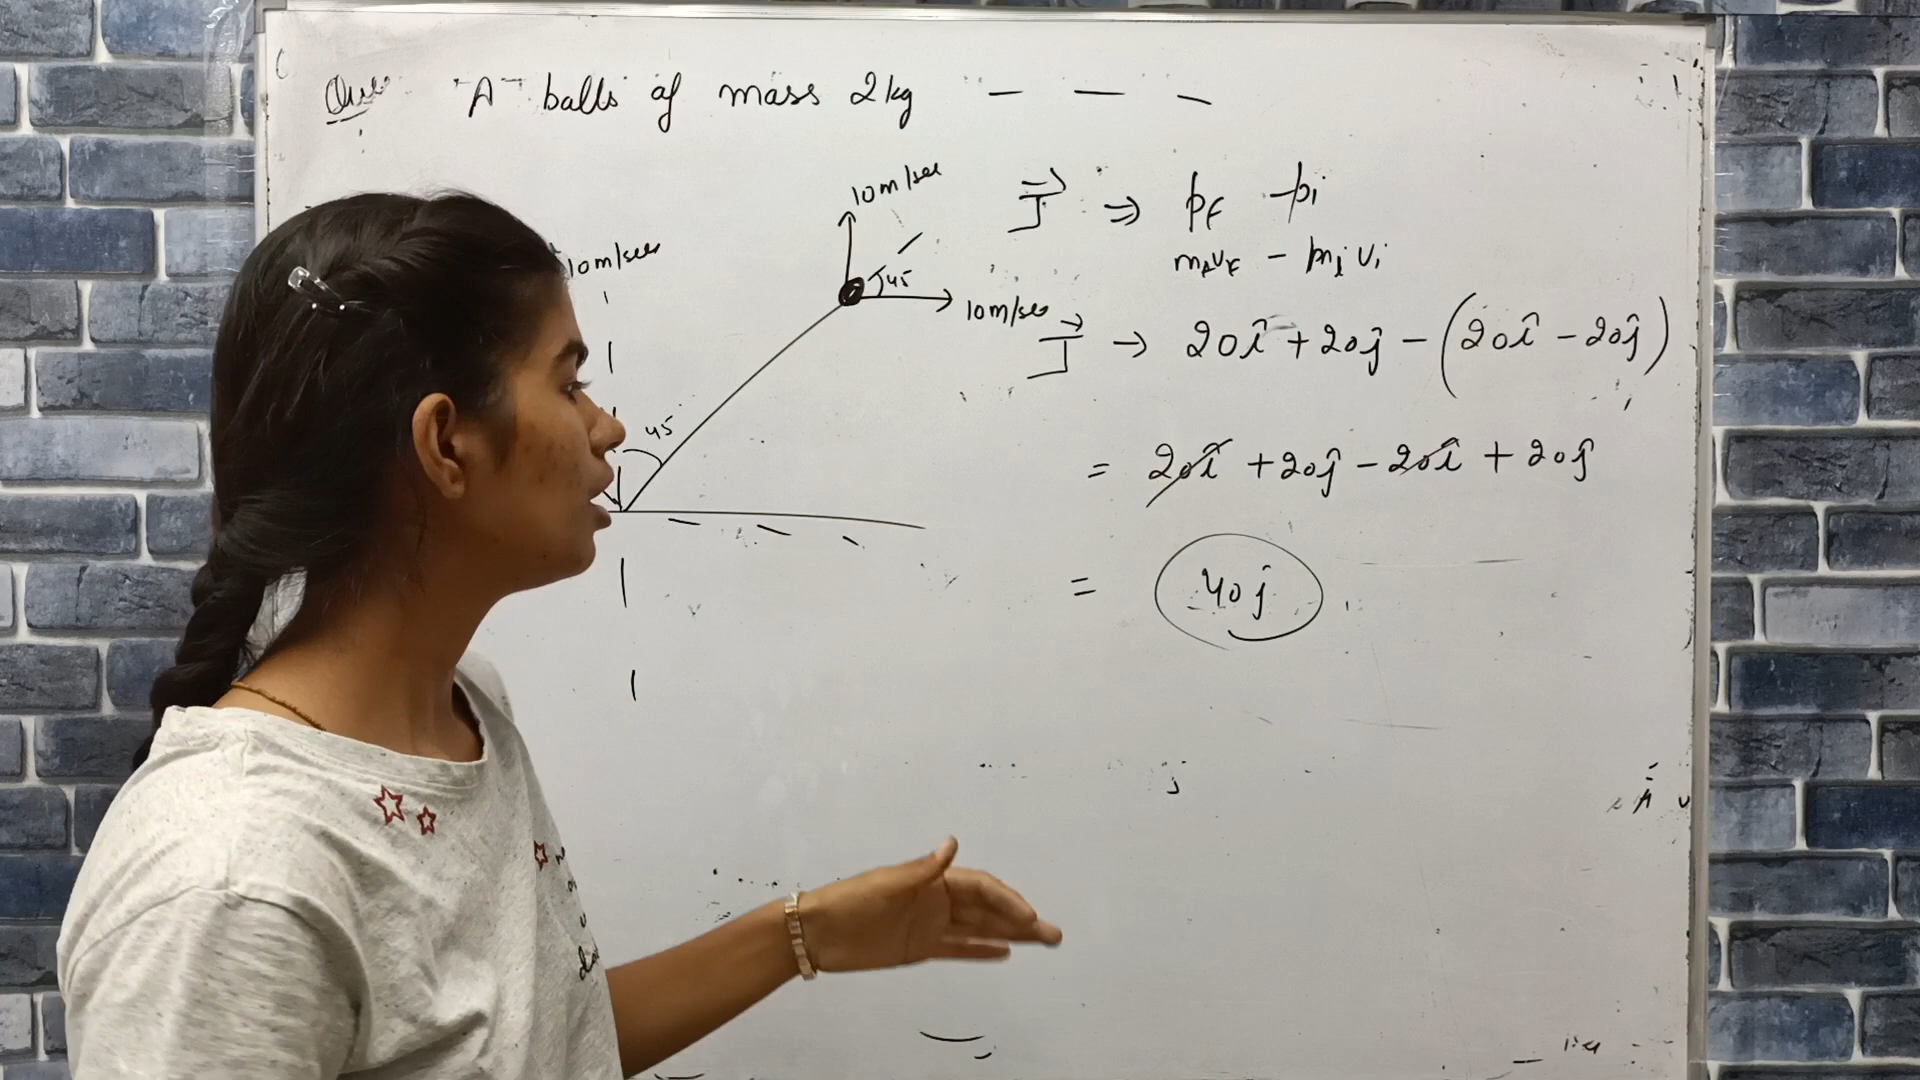 Que "A" balls of mass 2kg — — —
10m/sec
10m/sec
45
10m/sec
45
J⃗ ⇒ pF - pi
mFvF - mivi
J⃗ → 20î + 20ĵ - (20î - 20ĵ)
= 20î + 20ĵ - 20î + 20ĵ
= 40ĵ